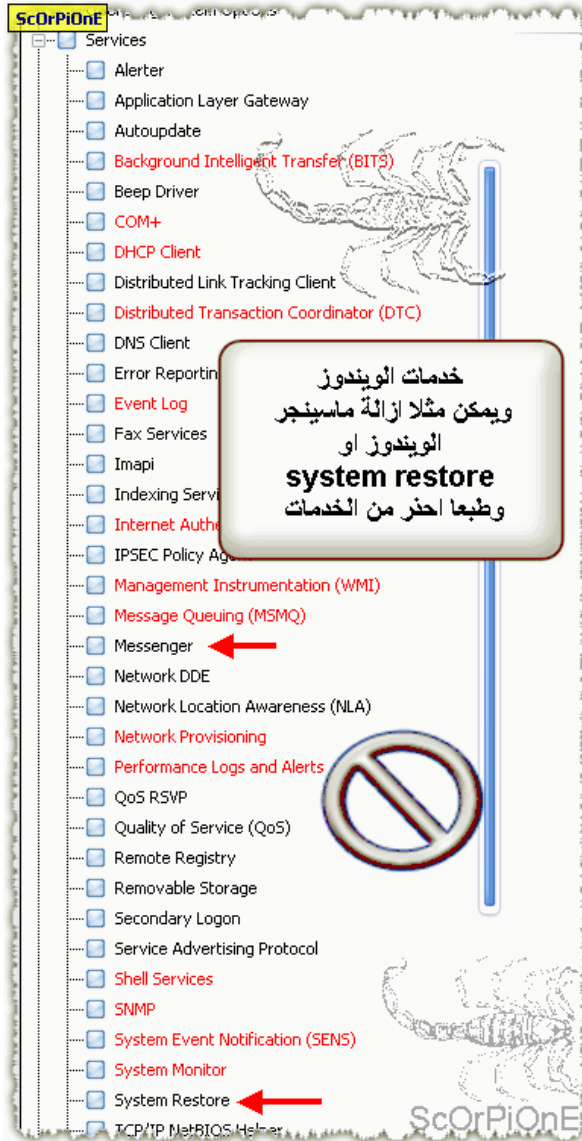 ScOrPiOnE
Services
Alerter
Application Layer Gateway
Autoupdate
Background Intelligent Transfer (BITS)
Beep Driver
COM+
DHCP Client
Distributed Link Tracking Client
Distributed Transaction Coordinator (DTC)
DNS Client
Error Reportin
Event Log
Fax Services
Imapi
Indexing Servi
Internet Authe
IPSEC Policy Ag
خدمات الويندوز
ويمكن مثلا ازالة ماسينجر
الويندوز او
system restore
وطبعا احذر من الخدمات
Management Instrumentation (WMI)
Message Queuing (MSMQ)
Messenger
Network DDE
Network Location Awareness (NLA)
Network Provisioning
Performance Logs and Alerts
QoS RSVP
Quality of Service (QoS)
Remote Registry
Removable Storage
Secondary Logon
Service Advertising Protocol
Shell Services
SNMP
System Event Notification (SENS)
System Monitor
System Restore
TCP/IP NetBIOS Helper
ScOrPiOnE